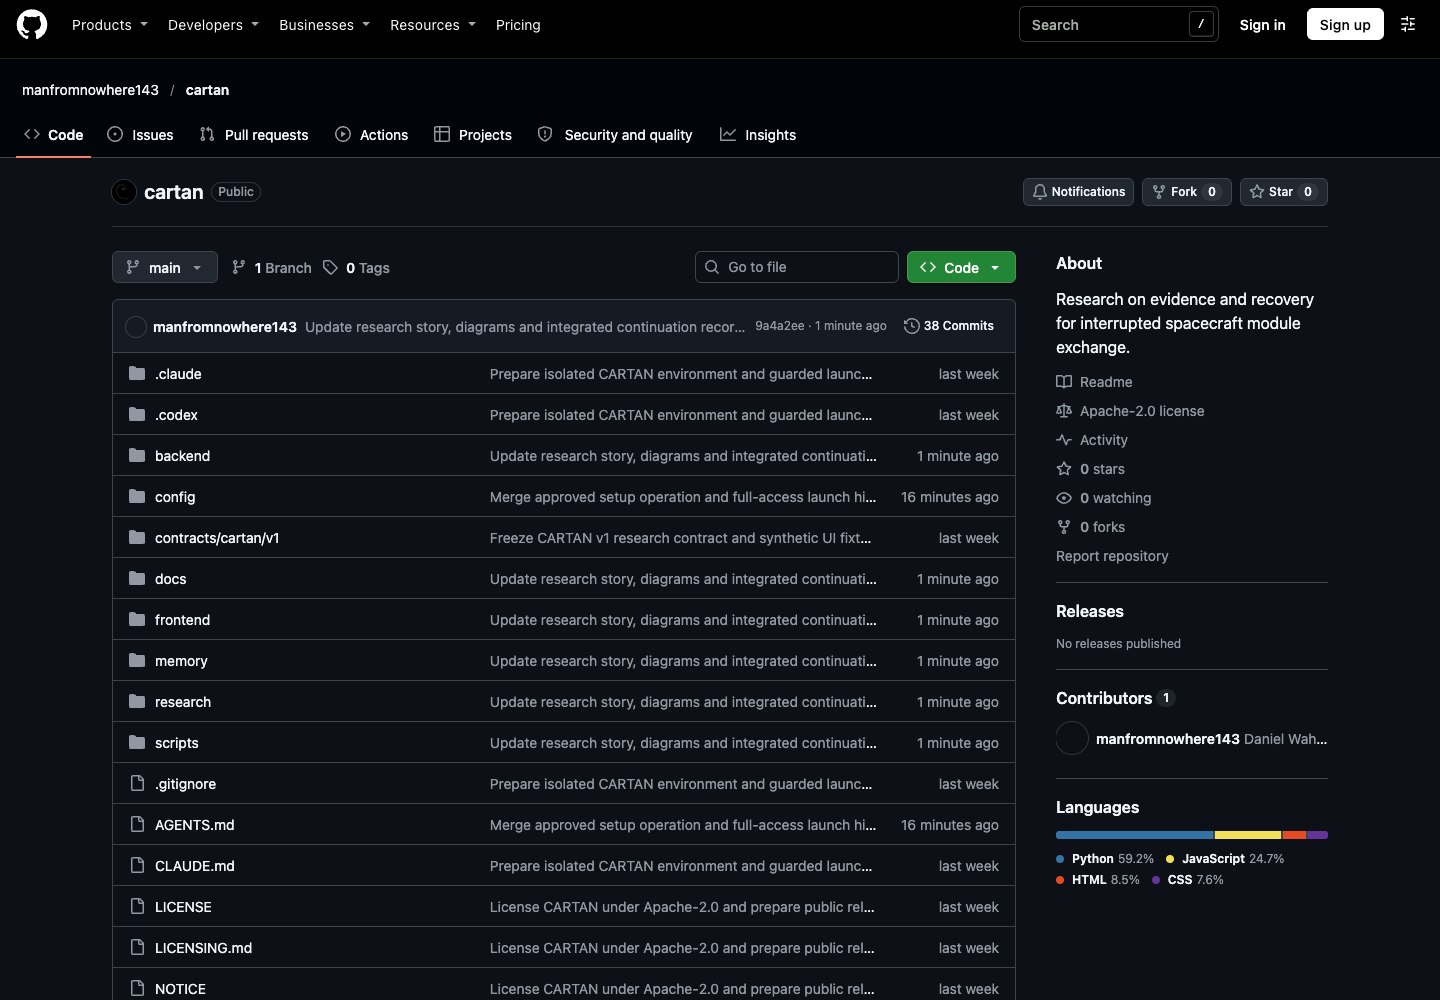 Products Developers Businesses Resources Pricing Search / Sign in Sign up
manfromnowhere143 / cartan
Code Issues Pull requests Actions Projects Security and quality Insights
cartan Public Notifications Fork 0 Star 0
main 1 Branch 0 Tags Go to file Code
manfromnowhere143 Update research story, diagrams and integrated continuation recor... 9a4a2ee · 1 minute ago 38 Commits
.claude Prepare isolated CARTAN environment and guarded launc... last week
.codex Prepare isolated CARTAN environment and guarded launc... last week
backend Update research story, diagrams and integrated continuati... 1 minute ago
config Merge approved setup operation and full-access launch hi... 16 minutes ago
contracts/cartan/v1 Freeze CARTAN v1 research contract and synthetic UI fixt... last week
docs Update research story, diagrams and integrated continuati... 1 minute ago
frontend Update research story, diagrams and integrated continuati... 1 minute ago
memory Update research story, diagrams and integrated continuati... 1 minute ago
research Update research story, diagrams and integrated continuati... 1 minute ago
scripts Update research story, diagrams and integrated continuati... 1 minute ago
.gitignore Prepare isolated CARTAN environment and guarded launc... last week
AGENTS.md Merge approved setup operation and full-access launch hi... 16 minutes ago
CLAUDE.md Prepare isolated CARTAN environment and guarded launc... last week
LICENSE License CARTAN under Apache-2.0 and prepare public rel... last week
LICENSING.md License CARTAN under Apache-2.0 and prepare public rel... last week
NOTICE License CARTAN under Apache-2.0 and prepare public rel... last week
About
Research on evidence and recovery
for interrupted spacecraft module
exchange.
Readme
Apache-2.0 license
Activity
0 stars
0 watching
0 forks
Report repository
Releases
No releases published
Contributors 1
manfromnowhere143 Daniel Wah...
Languages
Python 59.2% JavaScript 24.7%
HTML 8.5% CSS 7.6%